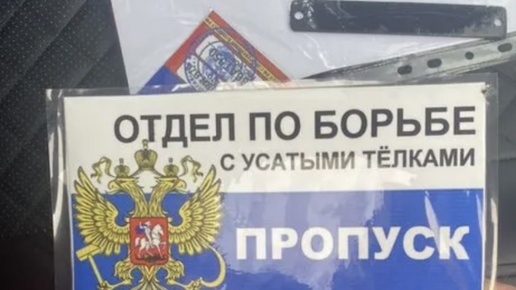 ОТДЕЛ ПО БОРЬБЕ
С УСАТЫМИ ТЁЛКАМИ
ПРОПУСК